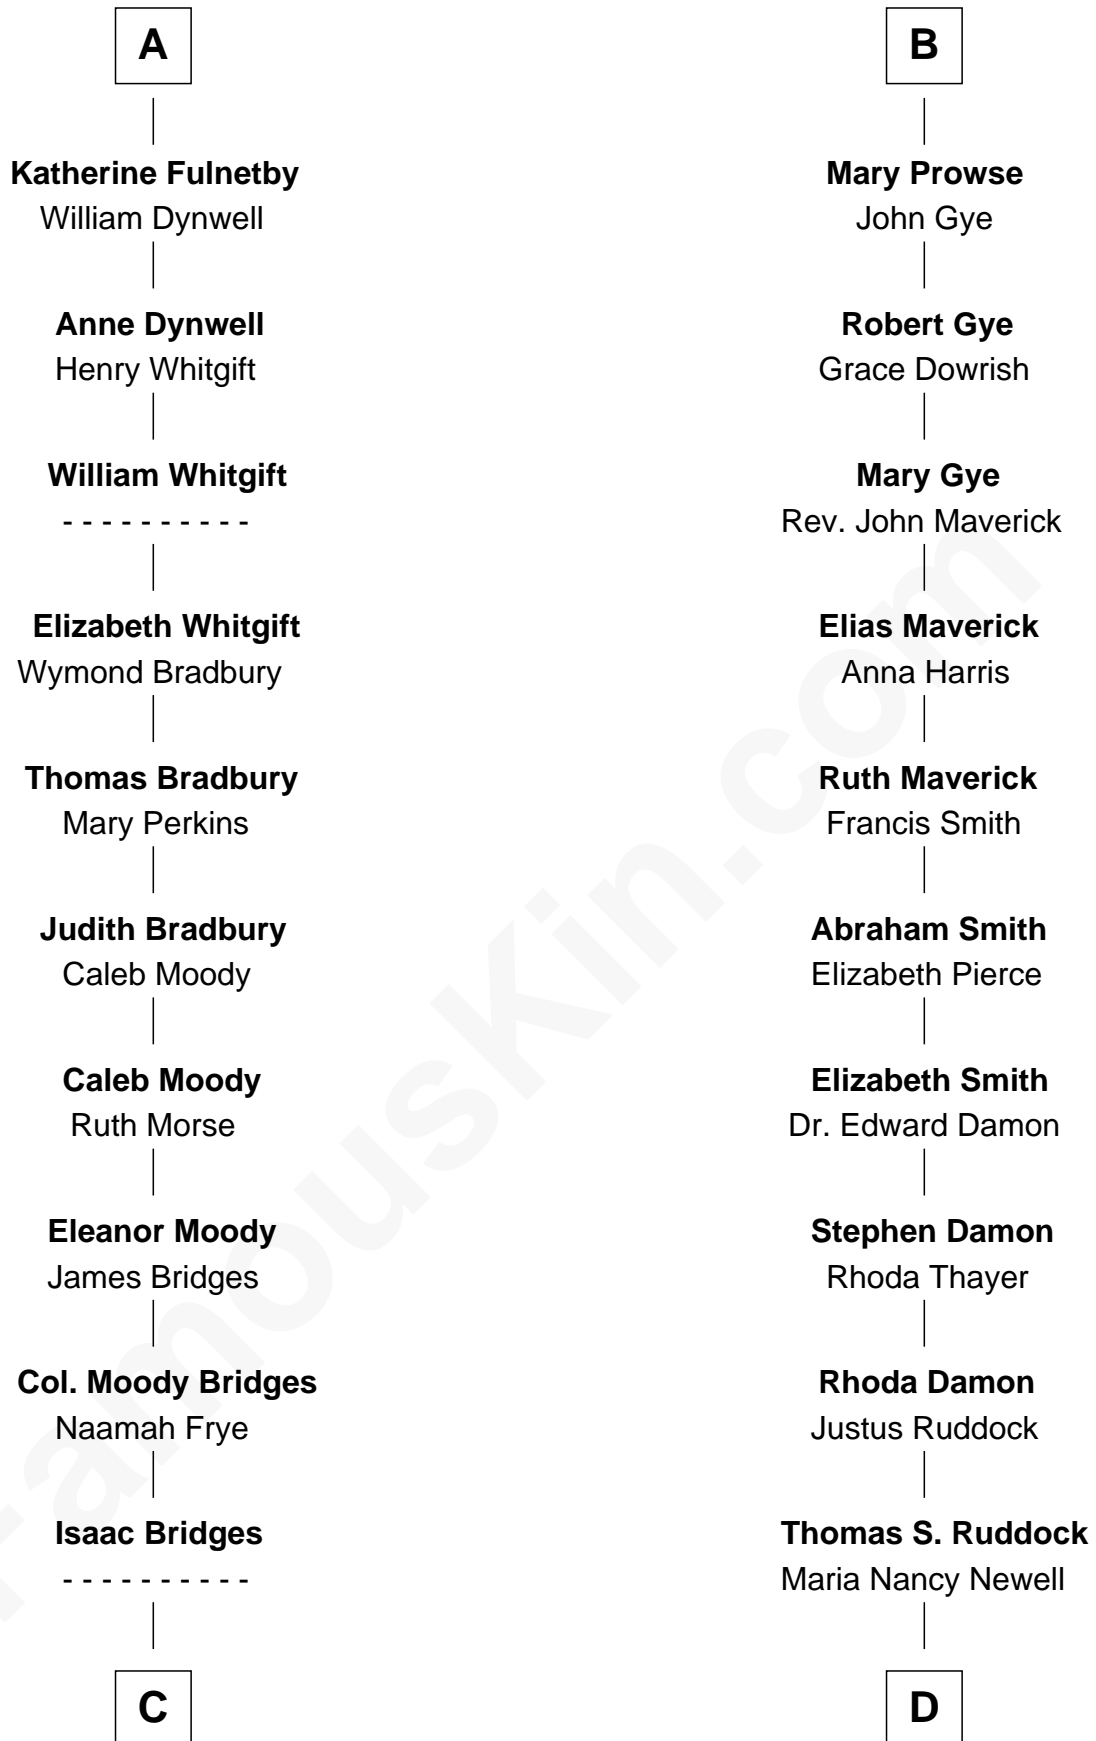 A
Katherine Fulnetby
William Dynwell
Anne Dynwell
Henry Whitgift
William Whitgift
- - - - - - - - - -
Elizabeth Whitgift
Wymond Bradbury
Thomas Bradbury
Mary Perkins
Judith Bradbury
Caleb Moody
Caleb Moody
Ruth Morse
Eleanor Moody
James Bridges
Col. Moody Bridges
Naamah Frye
Isaac Bridges
- - - - - - - - - -
C
B
Mary Prowse
John Gye
Robert Gye
Grace Dowrish
Mary Gye
Rev. John Maverick
Elias Maverick
Anna Harris
Ruth Maverick
Francis Smith
Abraham Smith
Elizabeth Pierce
Elizabeth Smith
Dr. Edward Damon
Stephen Damon
Rhoda Thayer
Rhoda Damon
Justus Ruddock
Thomas S. Ruddock
Maria Nancy Newell
D
FamousKin.com